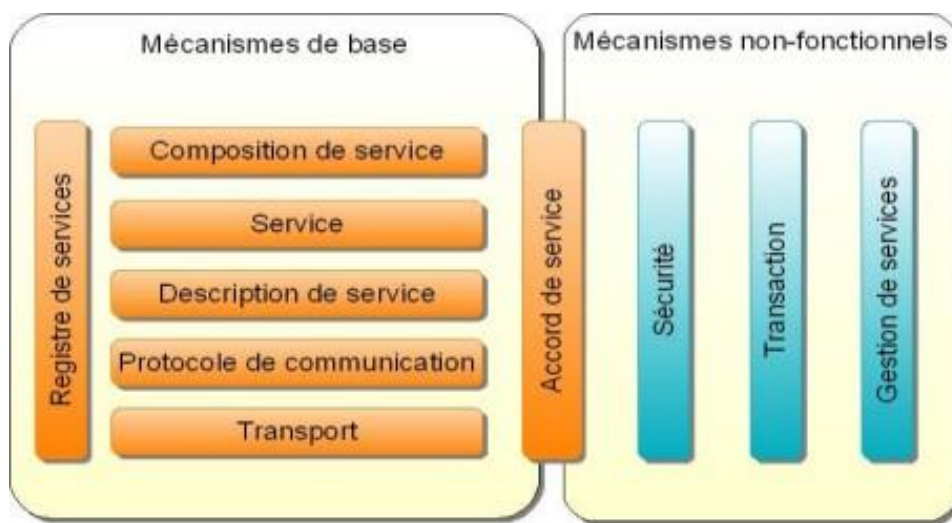 Mécanismes de base
Mécanismes non-fonctionnels
Registre de services
Composition de service
Service
Description de service
Protocole de communication
Transport
Accord de service
Sécurité
Transaction
Gestion de services